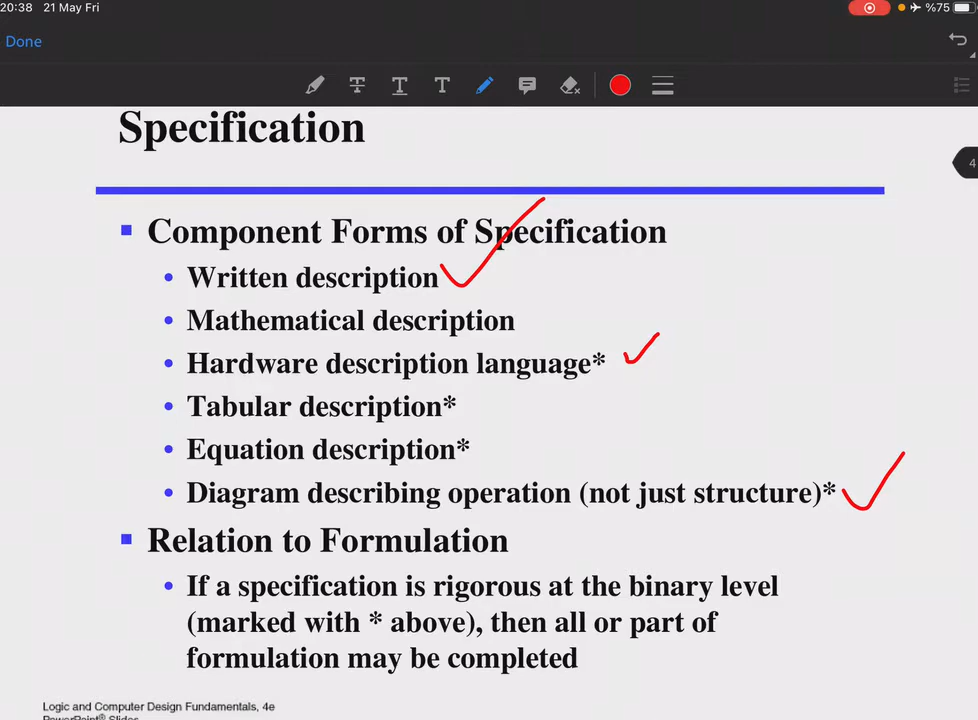 20:38 21 May Fri %75
Done
T T T
4
Specification
Component Forms of Specification
Written description
Mathematical description
Hardware description language*
Tabular description*
Equation description*
Diagram describing operation (not just structure)*
Relation to Formulation
If a specification is rigorous at the binary level
(marked with * above), then all or part of
formulation may be completed
Logic and Computer Design Fundamentals, 4e
PowerPoint® Slides